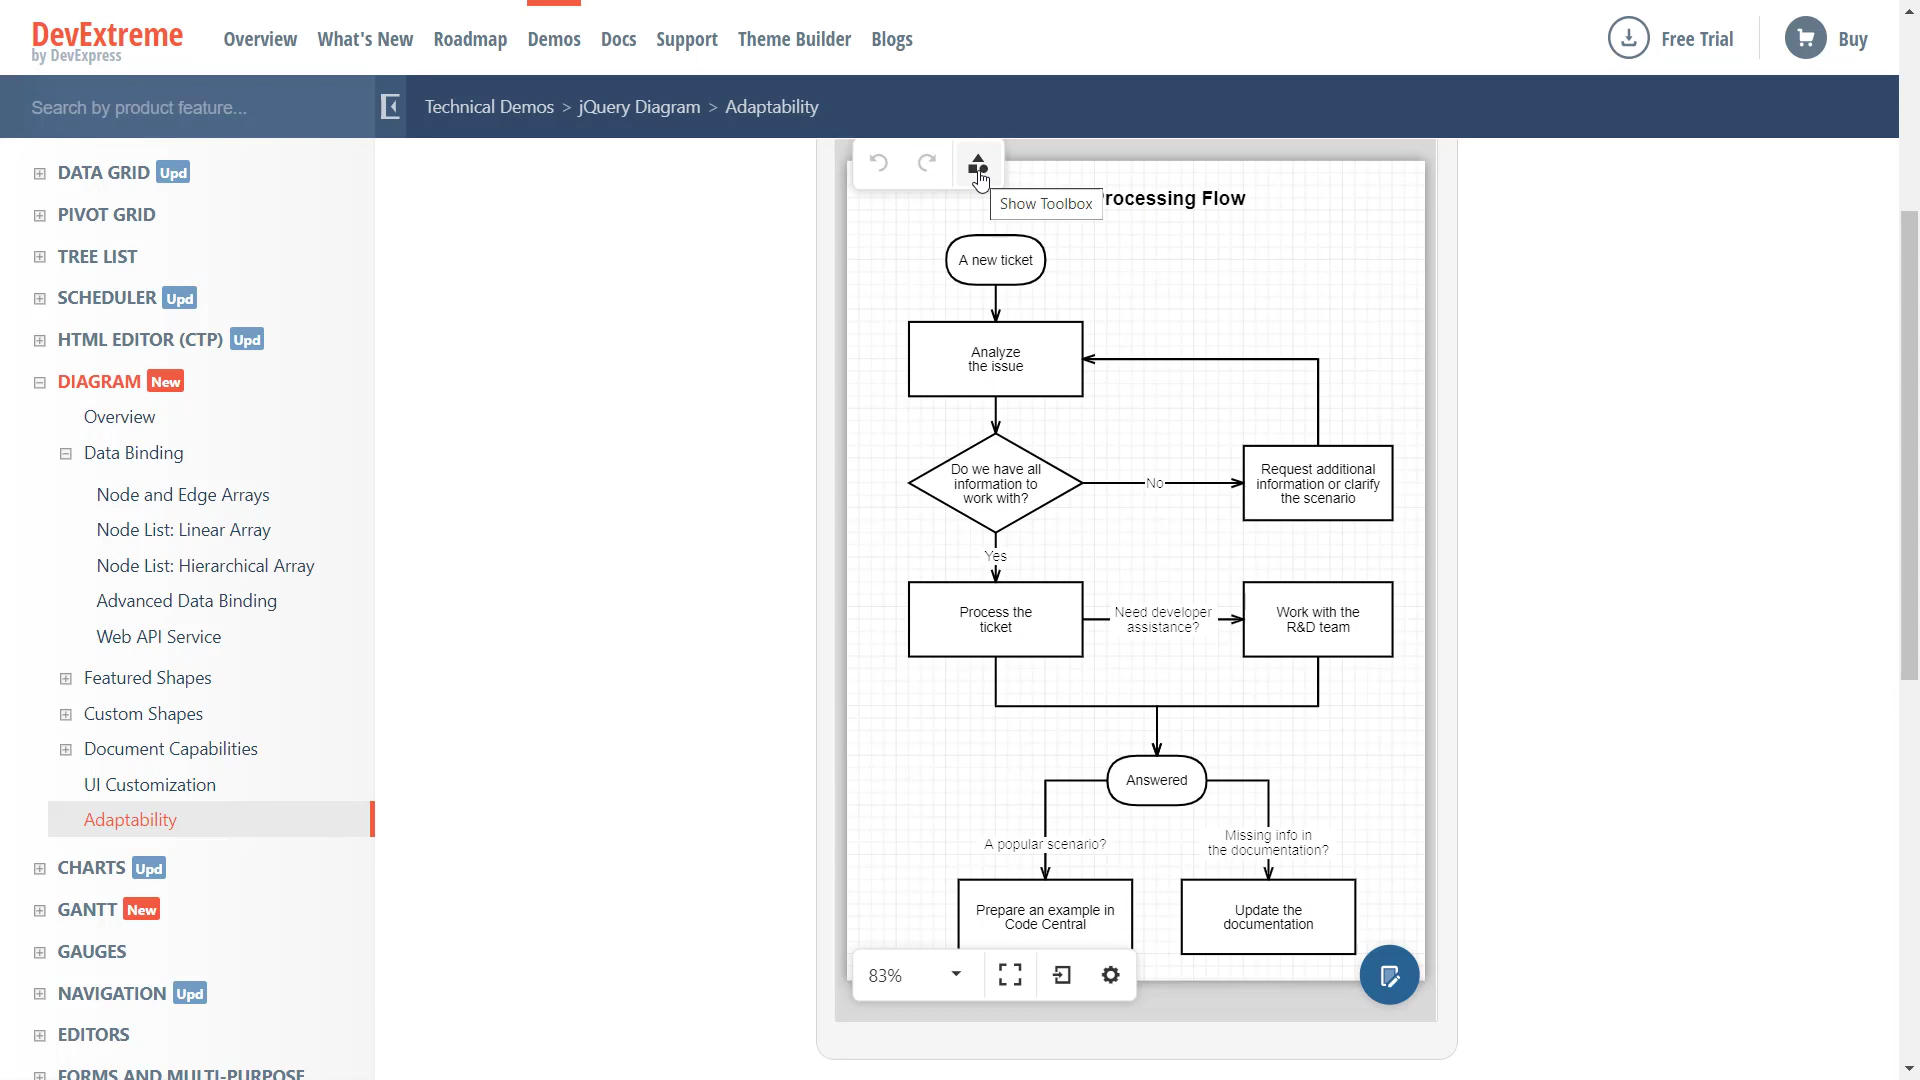 DevExtreme
by DevExpress
Overview
What's New
Roadmap
Demos
Docs
Support
Theme Builder
Blogs
Free Trial
Buy
Search by product feature...
Technical Demos > jQuery Diagram > Adaptability
DATA GRID Upd
PIVOT GRID
TREE LIST
SCHEDULER Upd
HTML EDITOR (CTP) Upd
DIAGRAM New
Overview
Data Binding
Node and Edge Arrays
Node List: Linear Array
Node List: Hierarchical Array
Advanced Data Binding
Web API Service
Featured Shapes
Custom Shapes
Document Capabilities
UI Customization
Adaptability
CHARTS Upd
GANTT New
GAUGES
NAVIGATION Upd
EDITORS
FORMS AND MULTI-PURPOSE
Show Toolbox
rocessing Flow
A new ticket
Analyze
the issue
Do we have all
information to
work with?
No
Request additional
information or clarify
the scenario
Yes
Process the
ticket
Need developer
assistance?
Work with the
R&D team
Answered
A popular scenario?
Missing info in
the documentation?
Prepare an example in
Code Central
Update the
documentation
83%